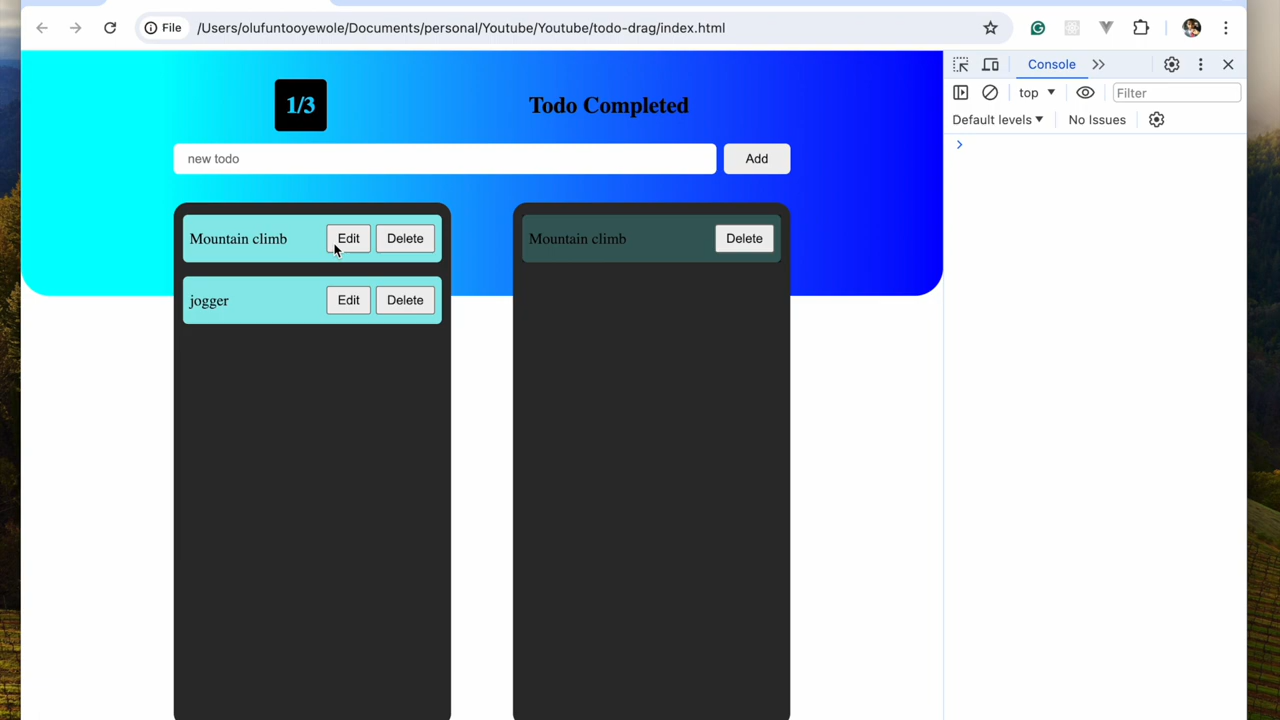 File
/Users/olufuntooyewole/Documents/personal/Youtube/Youtube/todo-drag/index.html
Console
top
Filter
Default levels
No Issues
1/3
Todo Completed
new todo
Add
Mountain climb
Edit
Delete
jogger
Edit
Delete
Mountain climb
Delete